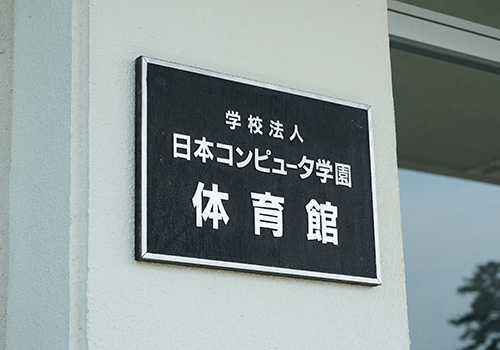 学校法人
日本コンピュータ学園
体育館